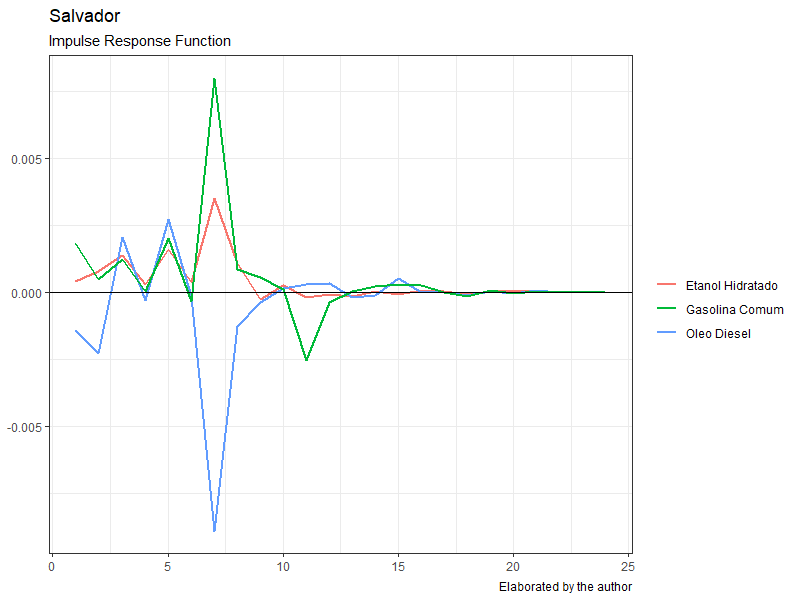 Salvador
Impulse Response Function
0.005
0.000
-0.005
0
5
10
15
20
25
Etanol Hidratado
Gasolina Comum
Oleo Diesel
Elaborated by the author